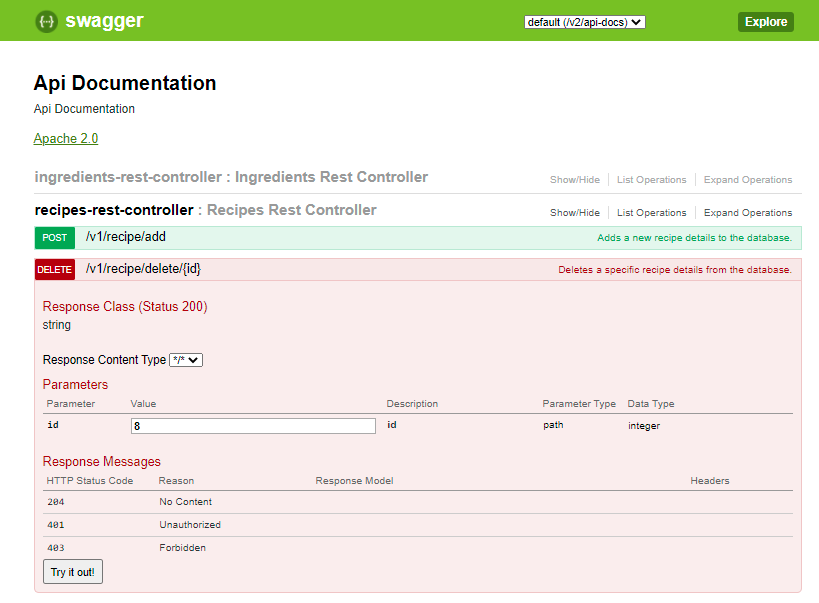 {··} swagger default (/v2/api-docs) Explore
Api Documentation
Api Documentation
Apache 2.0
ingredients-rest-controller : Ingredients Rest Controller Show/Hide List Operations Expand Operations
recipes-rest-controller : Recipes Rest Controller Show/Hide List Operations Expand Operations
POST /v1/recipe/add Adds a new recipe details to the database.
DELETE /v1/recipe/delete/{id} Deletes a specific recipe details from the database.
Response Class (Status 200)
string
Response Content Type */*
Parameters
Parameter Value Description Parameter Type Data Type
id 8 id path integer
Response Messages
HTTP Status Code Reason Response Model Headers
204 No Content
401 Unauthorized
403 Forbidden
Try it out!